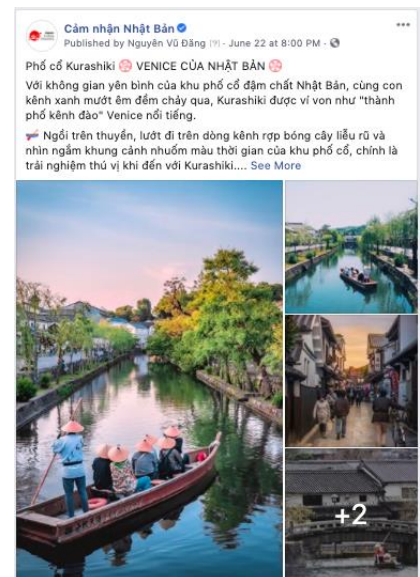 Cảm nhận Nhật Bản
Published by Nguyên Vũ Đăng [?] · June 22 at 8:00 PM ·
Phố cổ Kurashiki VENICE CỦA NHẬT BẢN
Với không gian yên bình của khu phố cổ đậm chất Nhật Bản, cùng con
kênh xanh mướt êm đềm chảy qua, Kurashiki được ví von như "thành
phố kênh đào" Venice nổi tiếng.
Ngồi trên thuyền, lướt đi trên dòng kênh rợp bóng cây liễu rũ và
nhìn ngắm khung cảnh nhuốm màu thời gian của khu phố cổ, chính là
trải nghiệm thú vị khi đến với Kurashiki.... See More
+2